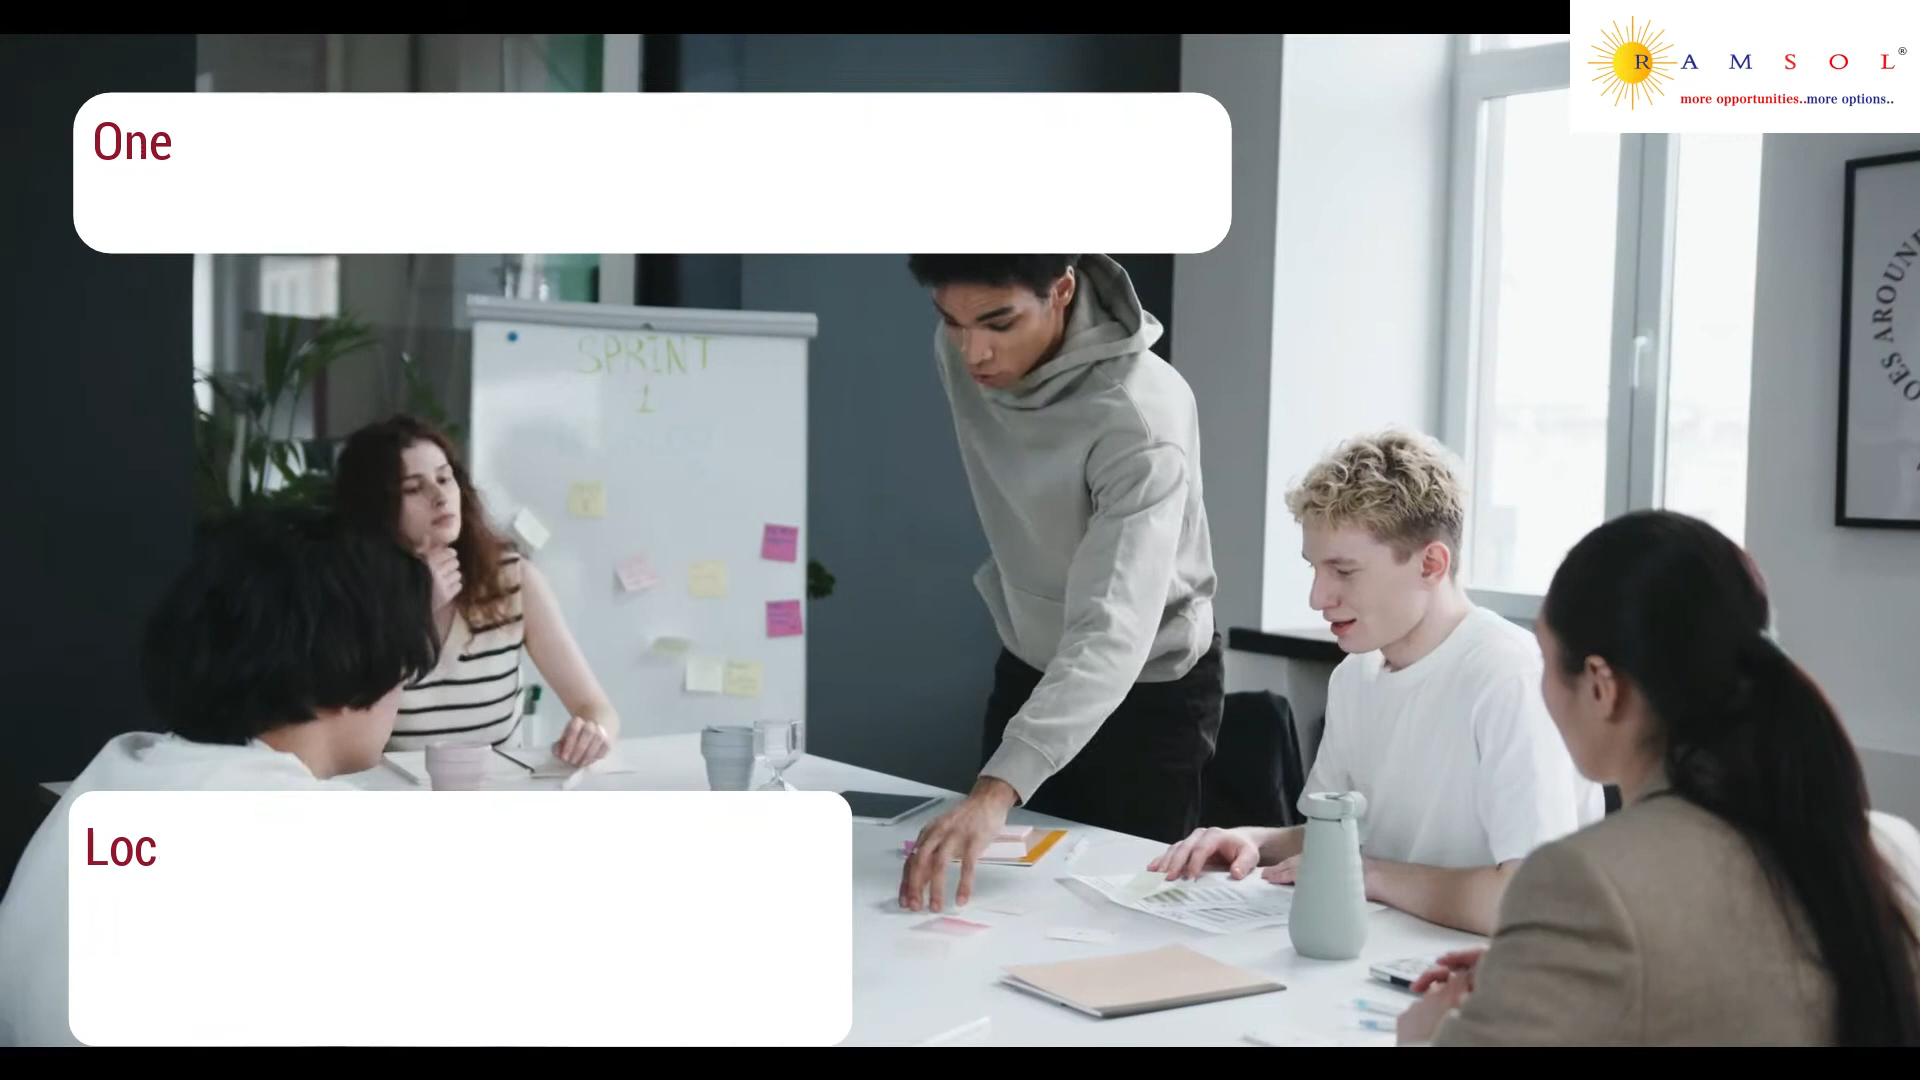 One
R A M S O L®
more opportunities..more options..
SPRINT
1
OES AROUN
Loc